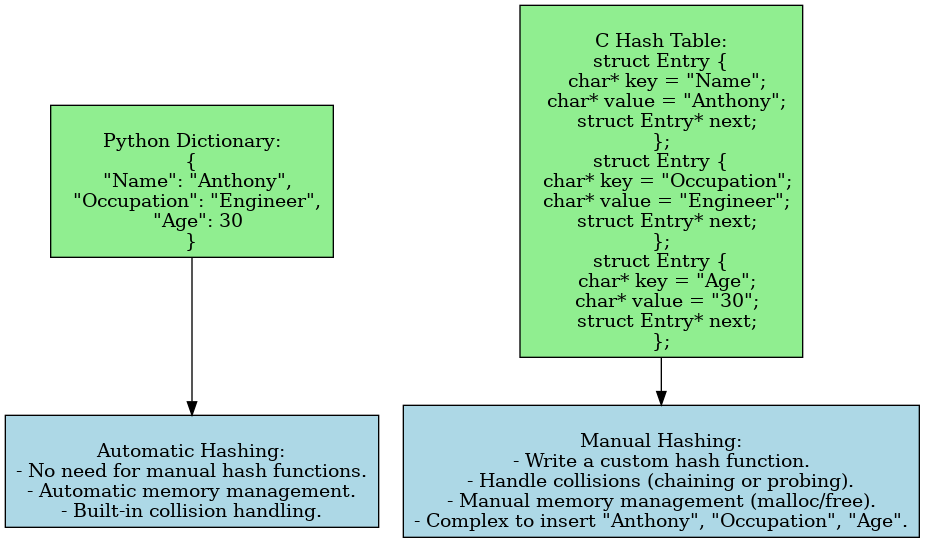 Python Dictionary:
{
"Name": "Anthony",
"Occupation": "Engineer",
"Age": 30
}
Automatic Hashing:
- No need for manual hash functions.
- Automatic memory management.
- Built-in collision handling.
C Hash Table:
struct Entry {
char* key = "Name";
char* value = "Anthony";
struct Entry* next;
};
struct Entry {
char* key = "Occupation";
char* value = "Engineer";
struct Entry* next;
};
struct Entry {
char* key = "Age";
char* value = "30";
struct Entry* next;
};
Manual Hashing:
- Write a custom hash function.
- Handle collisions (chaining or probing).
- Manual memory management (malloc/free).
- Complex to insert "Anthony", "Occupation", "Age".